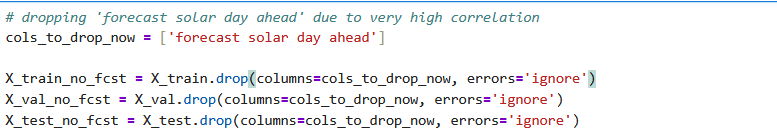 # dropping 'forecast solar day ahead' due to very high correlation
cols_to_drop_now = ['forecast solar day ahead']
X_train_no_fcst = X_train.drop(columns=cols_to_drop_now, errors='ignore')
X_val_no_fcst = X_val.drop(columns=cols_to_drop_now, errors='ignore')
X_test_no_fcst = X_test.drop(columns=cols_to_drop_now, errors='ignore')